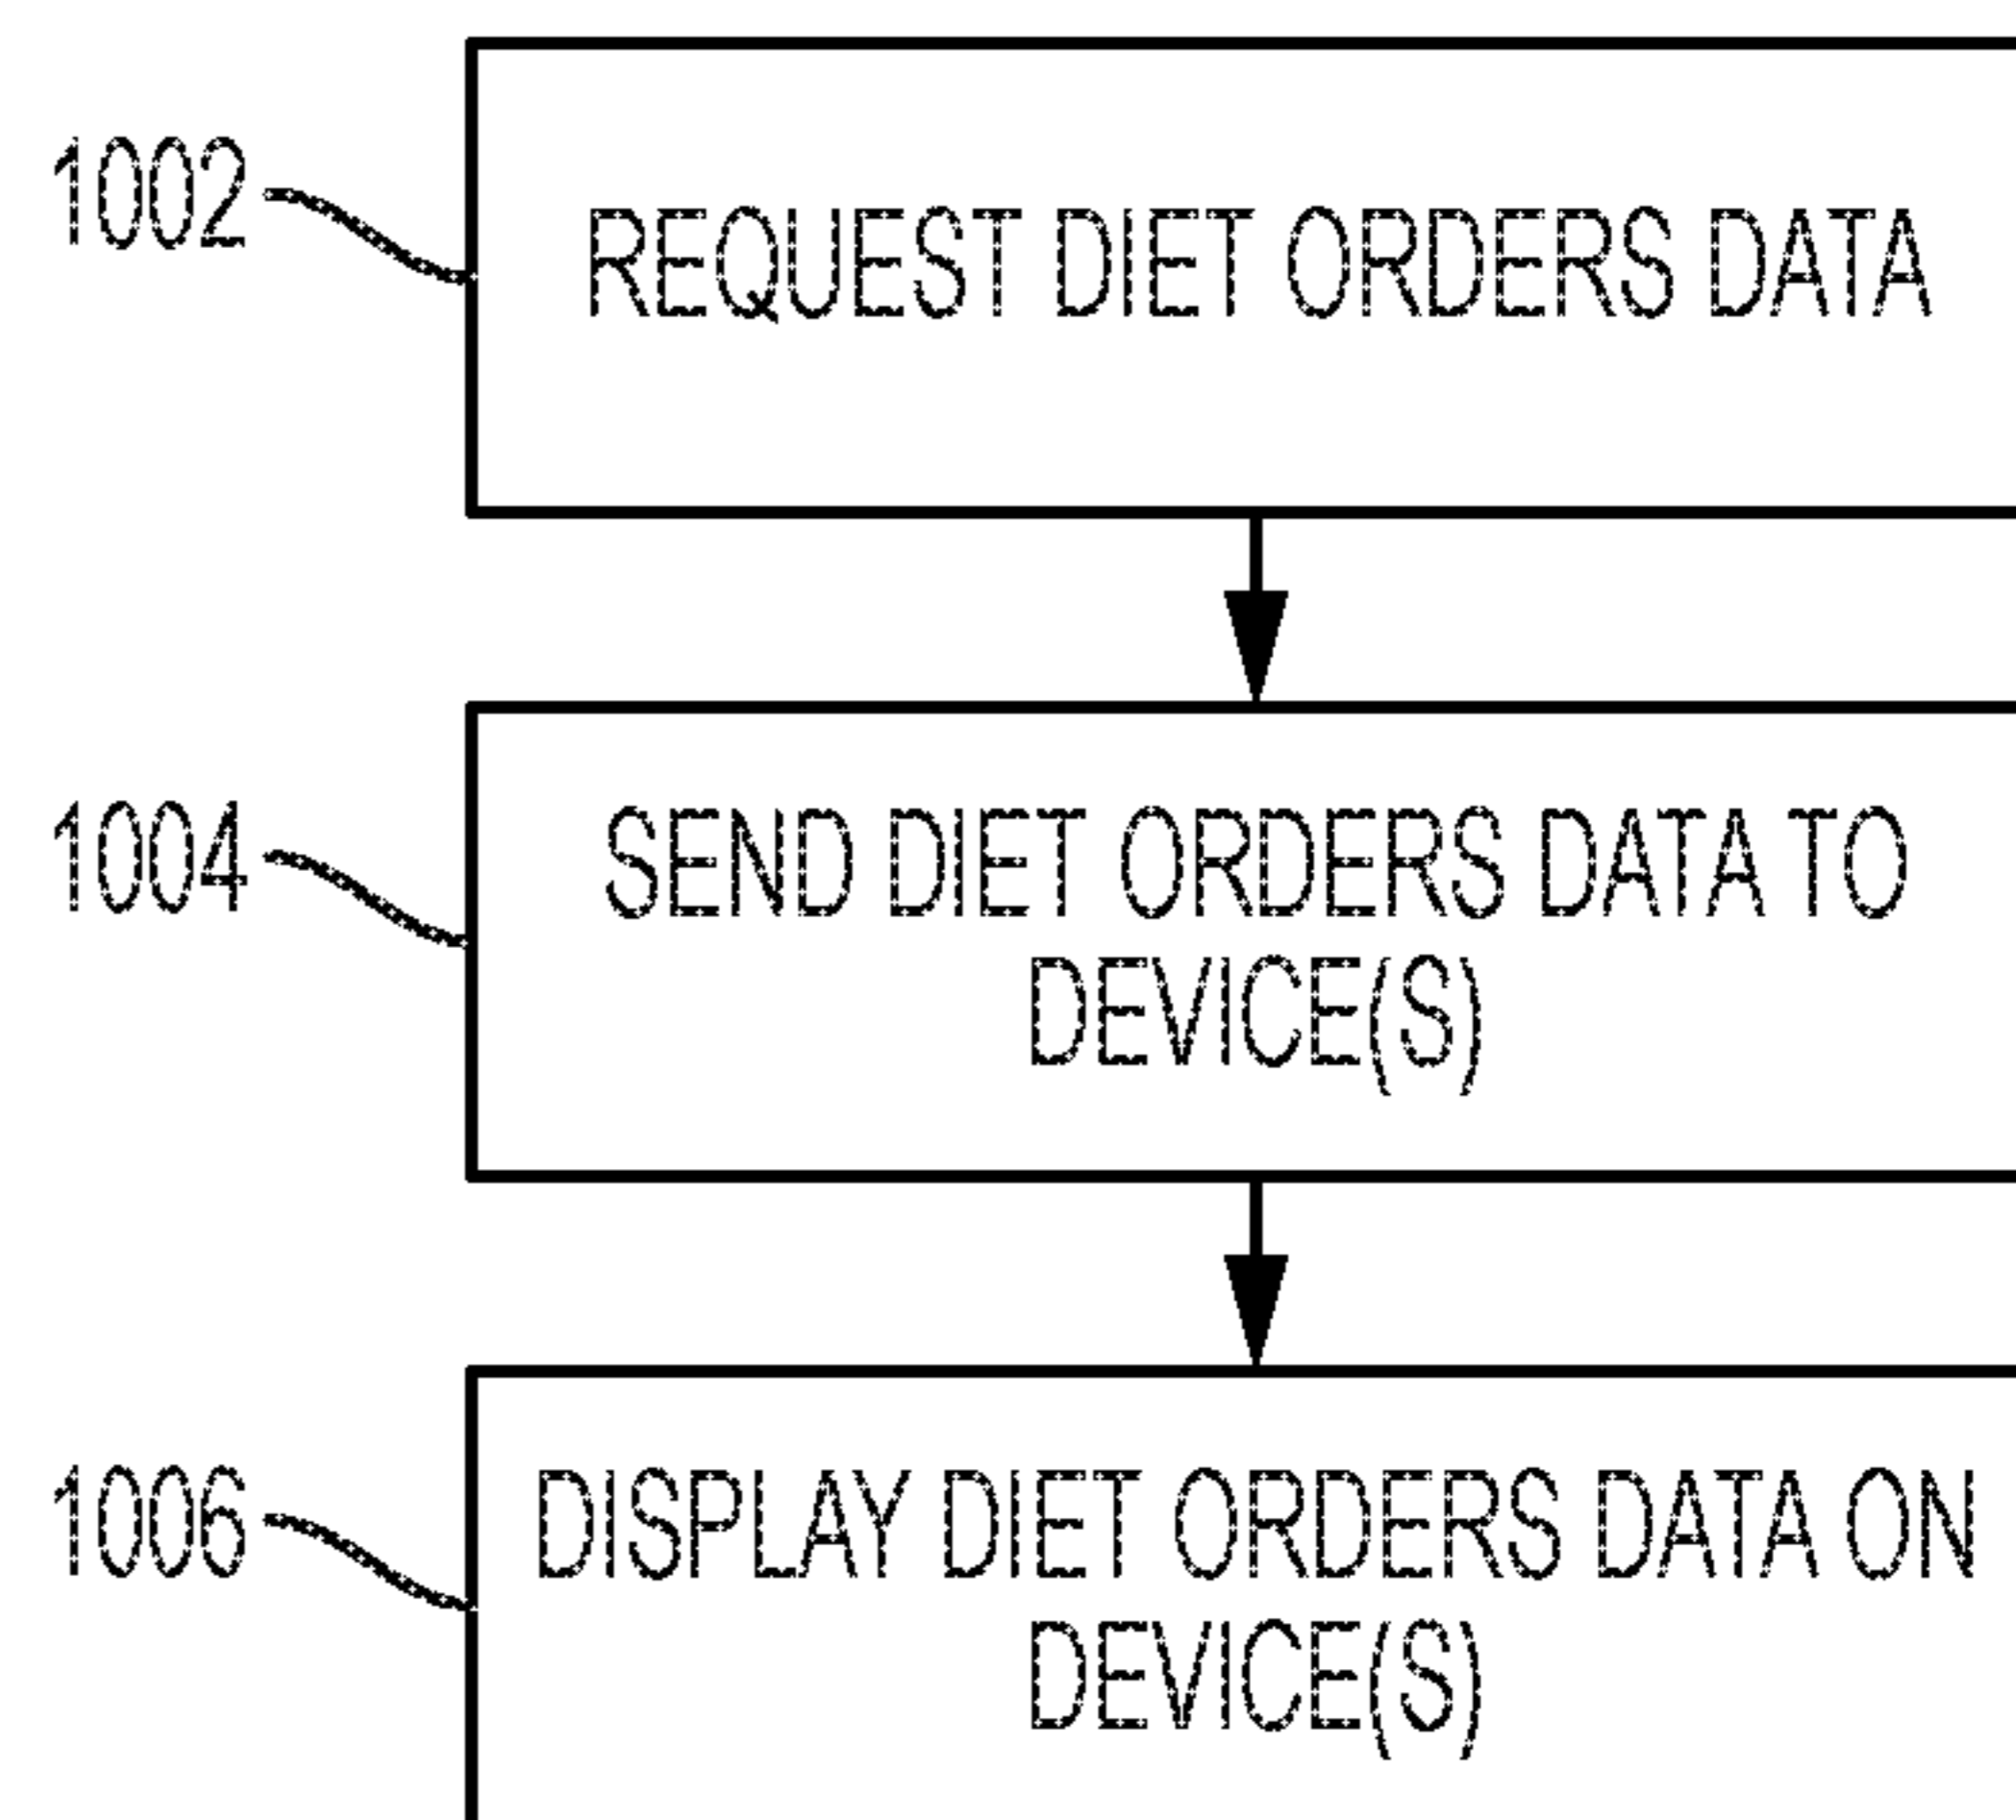 1002
REQUEST DIET ORDERS DATA
1004
SEND DIET ORDERS DATA TO
DEVICE(S)
1006
DISPLAY DIET ORDERS DATA ON
DEVICE(S)